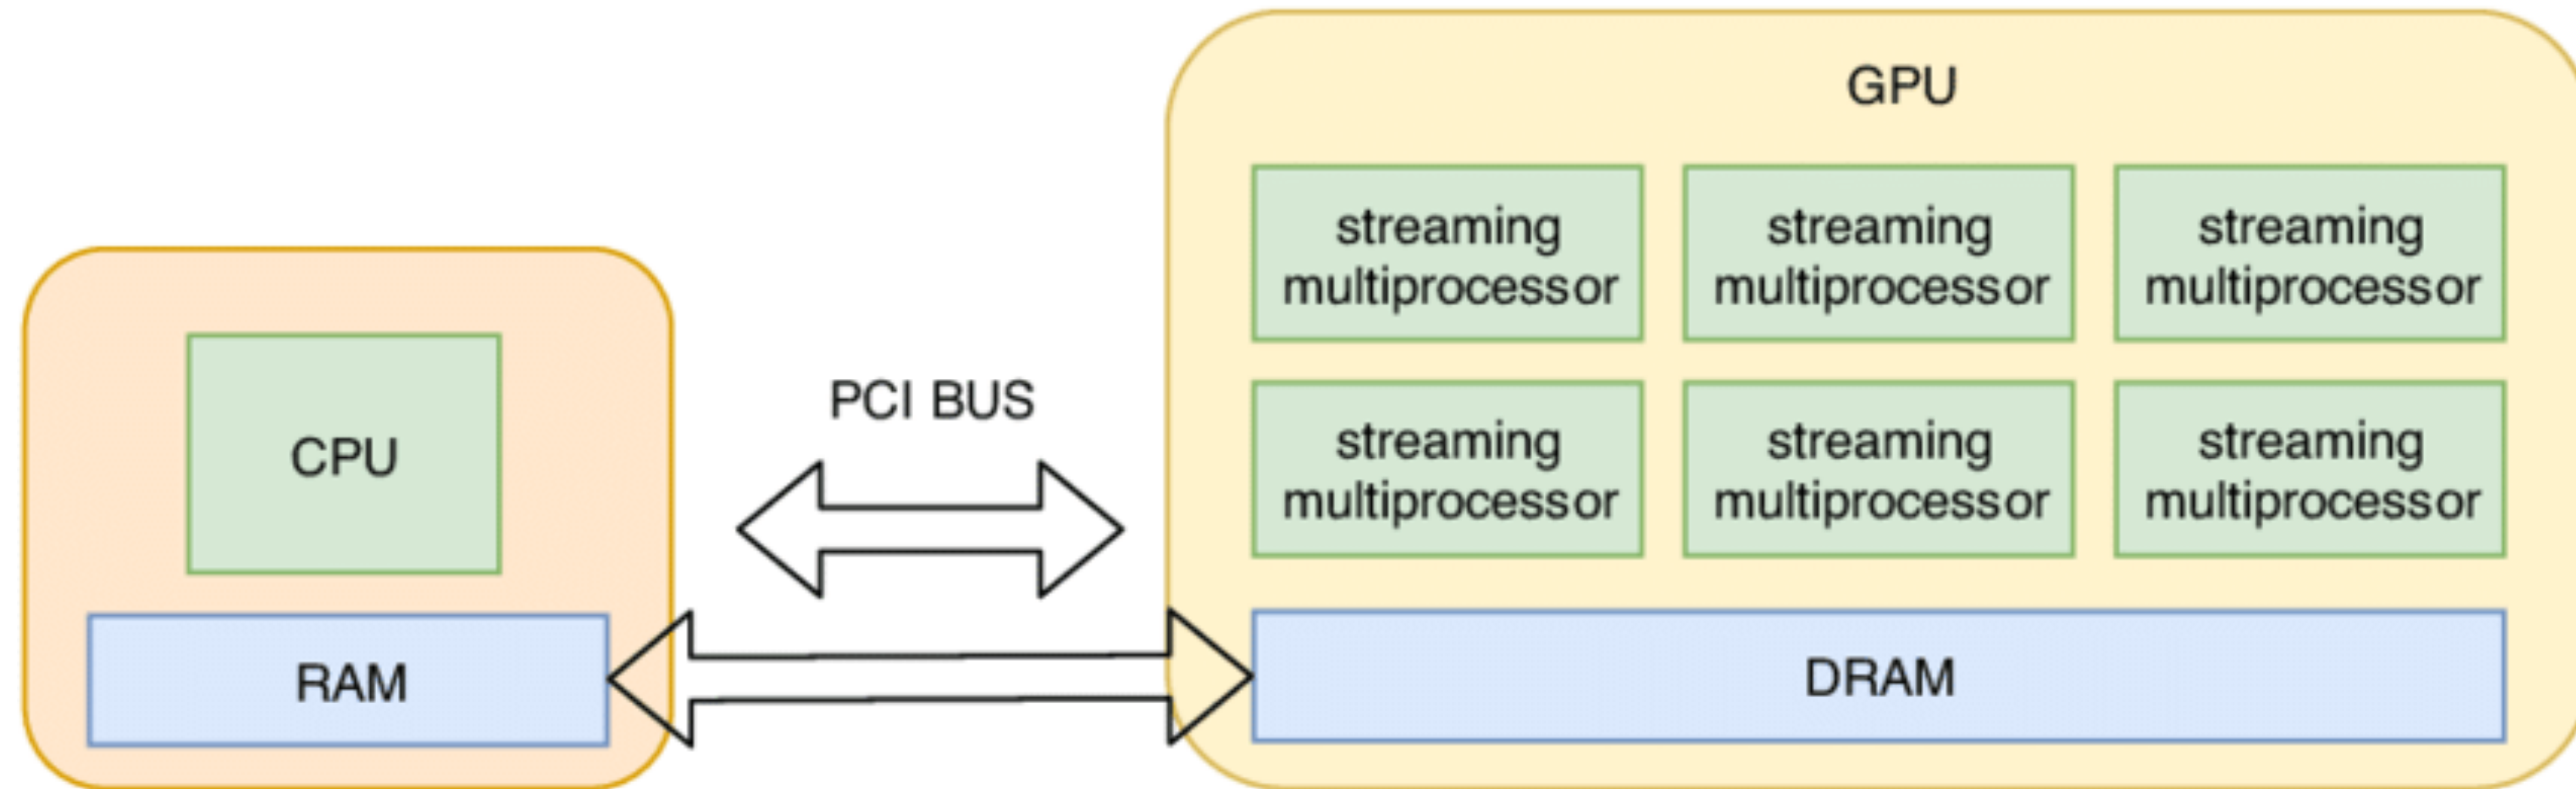 GPU
streaming
multiprocessor
streaming
multiprocessor
streaming
multiprocessor
CPU
PCI BUS
streaming
multiprocessor
streaming
multiprocessor
streaming
multiprocessor
RAM
DRAM